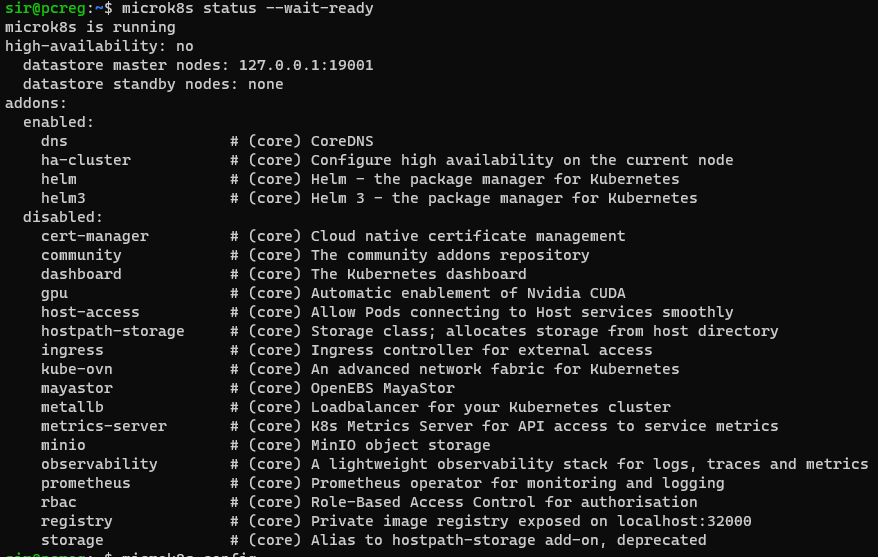 sir@pcreg:~$ microk8s status --wait-ready
microk8s is running
high-availability: no
  datastore master nodes: 127.0.0.1:19001
  datastore standby nodes: none
addons:
  enabled:
    dns                  # (core) CoreDNS
    ha-cluster           # (core) Configure high availability on the current node
    helm                 # (core) Helm - the package manager for Kubernetes
    helm3                # (core) Helm 3 - the package manager for Kubernetes
  disabled:
    cert-manager         # (core) Cloud native certificate management
    community            # (core) The community addons repository
    dashboard            # (core) The Kubernetes dashboard
    gpu                  # (core) Automatic enablement of Nvidia CUDA
    host-access          # (core) Allow Pods connecting to Host services smoothly
    hostpath-storage     # (core) Storage class; allocates storage from host directory
    ingress              # (core) Ingress controller for external access
    kube-ovn             # (core) An advanced network fabric for Kubernetes
    mayastor             # (core) OpenEBS MayaStor
    metallb              # (core) Loadbalancer for your Kubernetes cluster
    metrics-server       # (core) K8s Metrics Server for API access to service metrics
    minio                # (core) MinIO object storage
    observability        # (core) A lightweight observability stack for logs, traces and metrics
    prometheus           # (core) Prometheus operator for monitoring and logging
    rbac                 # (core) Role-Based Access Control for authorisation
    registry             # (core) Private image registry exposed on localhost:32000
    storage              # (core) Alias to hostpath-storage add-on, deprecated